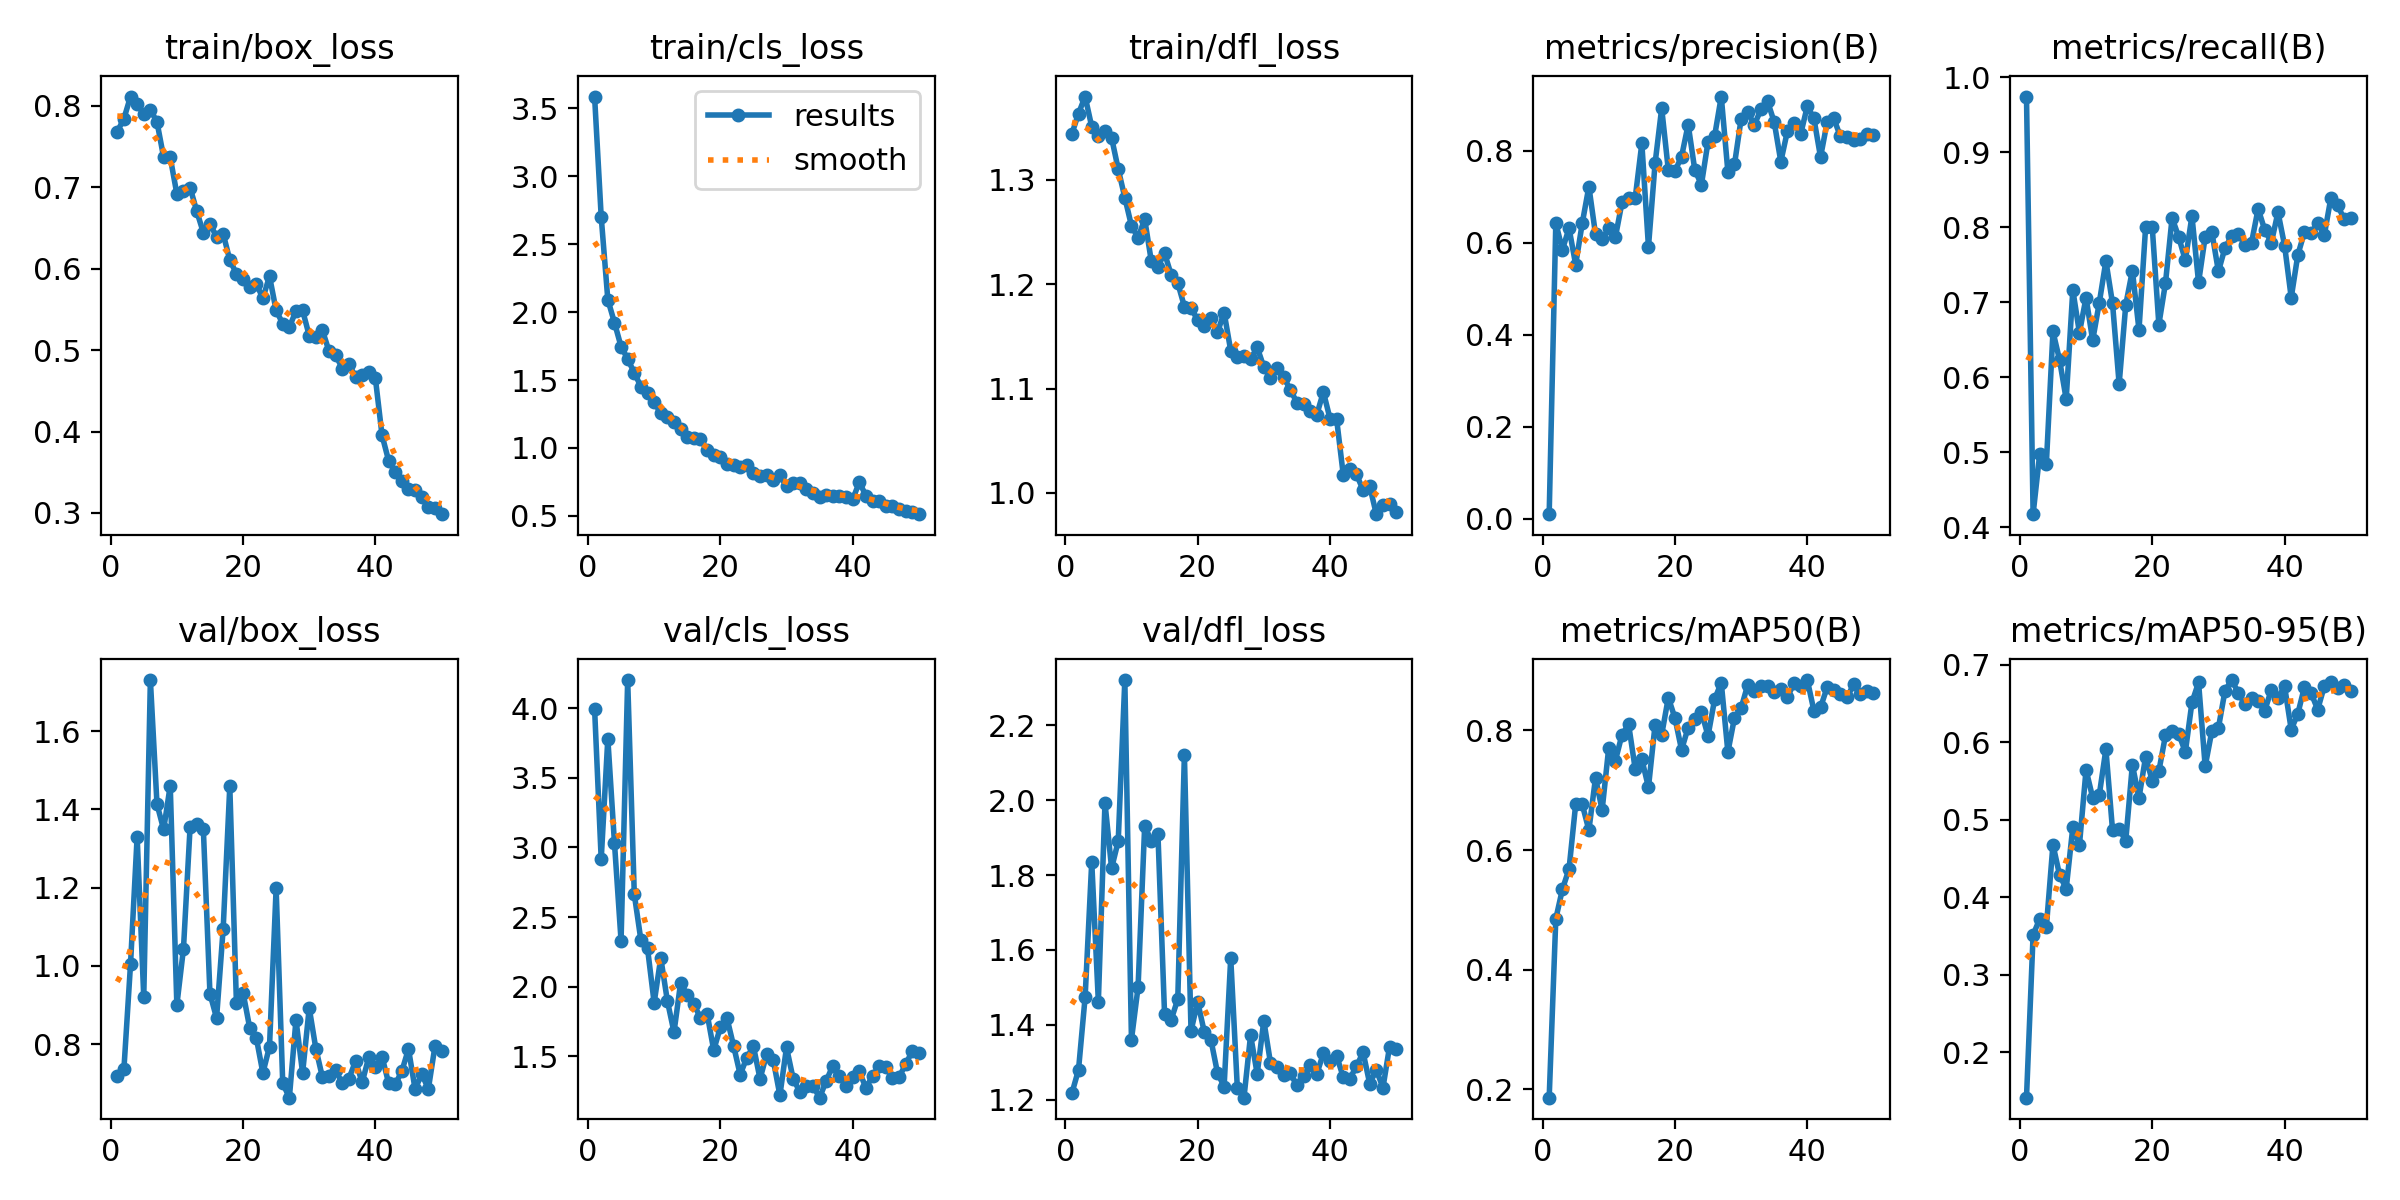 train/box_loss
train/cls_loss
train/dfl_loss
metrics/precision(B)
metrics/recall(B)
0.8
0.7
0.6
0.5
0.4
0.3
0 20 40
3.5
3.0
2.5
2.0
1.5
1.0
0.5
results
smooth
0 20 40
1.3
1.2
1.1
1.0
0 20 40
0.8
0.6
0.4
0.2
0.0
0 20 40
1.0
0.9
0.8
0.7
0.6
0.5
0.4
0 20 40
val/box_loss
val/cls_loss
val/dfl_loss
metrics/mAP50(B)
metrics/mAP50-95(B)
1.6
1.4
1.2
1.0
0.8
0 20 40
4.0
3.5
3.0
2.5
2.0
1.5
0 20 40
2.2
2.0
1.8
1.6
1.4
1.2
0 20 40
0.8
0.6
0.4
0.2
0 20 40
0.7
0.6
0.5
0.4
0.3
0.2
0 20 40